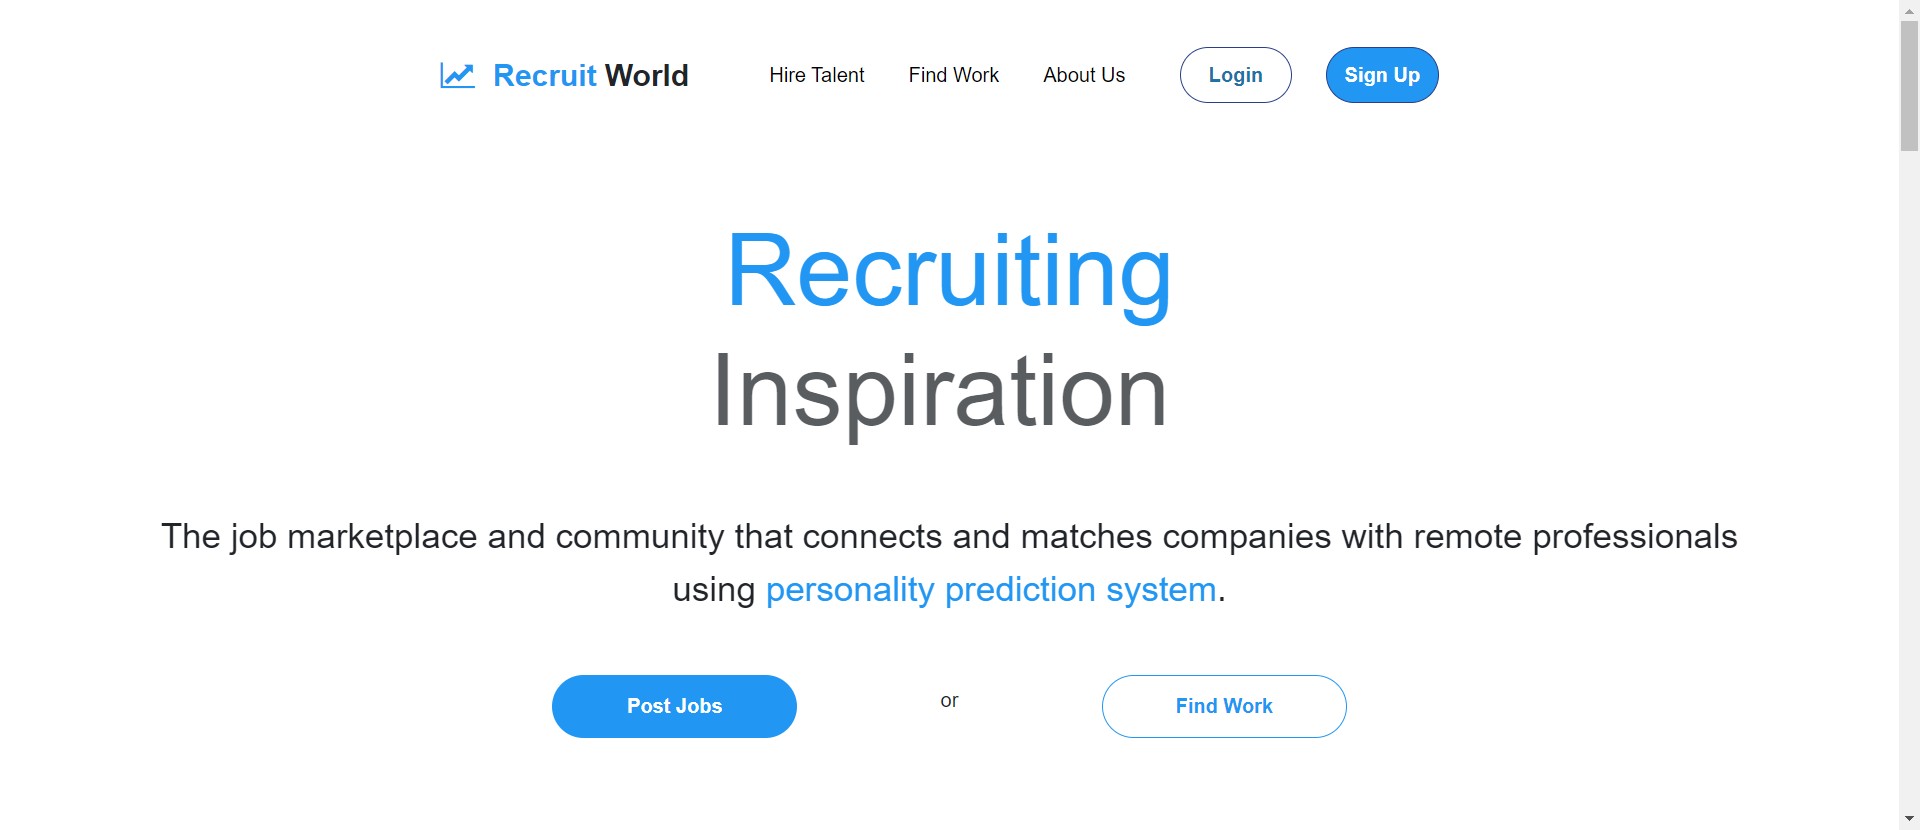 Recruit World
Hire Talent
Find Work
About Us
Login
Sign Up
Recruiting
Inspiration
The job marketplace and community that connects and matches companies with remote professionals
using personality prediction system.
Post Jobs
or
Find Work